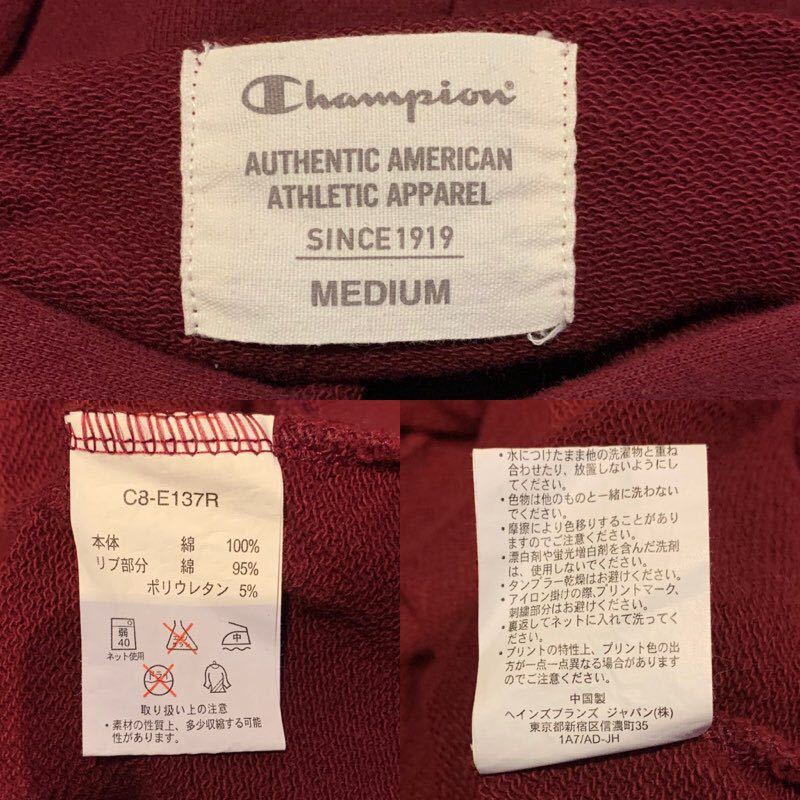 Champion
AUTHENTIC AMERICAN
ATHLETIC APPAREL
SINCE 1919
MEDIUM
C8-E137R
本体 綿 100%
リブ部分 綿 95%
ポリウレタン 5%
弱
40
ネット使用
エンソサラシ
中
ドライ
取り扱い上の注意
・素材の性質上、多少収縮する可能
性があります。
・水につけたまま他の洗濯物と重ね
合わせたり、放置しないようにし
てください。
・色物は他のものと一緒に洗わない
でください。
・摩擦により色移りすることがあり
ますのでご注意ください。
・漂白剤や蛍光増白剤を含んだ洗剤
は、使用しないでください。
・タンブラー乾燥はお避けください。
・アイロン掛けの際、プリントマーク、
刺繍部分はお避けください。
・裏返してネットに入れて洗ってく
ださい。
・プリントの特性上、プリント色の出
方が一点一点異なる場合があります
のでご注意ください。
中国製
ヘインズブランズ ジャパン(株)
東京都新宿区信濃町35
1A7/AD-JH